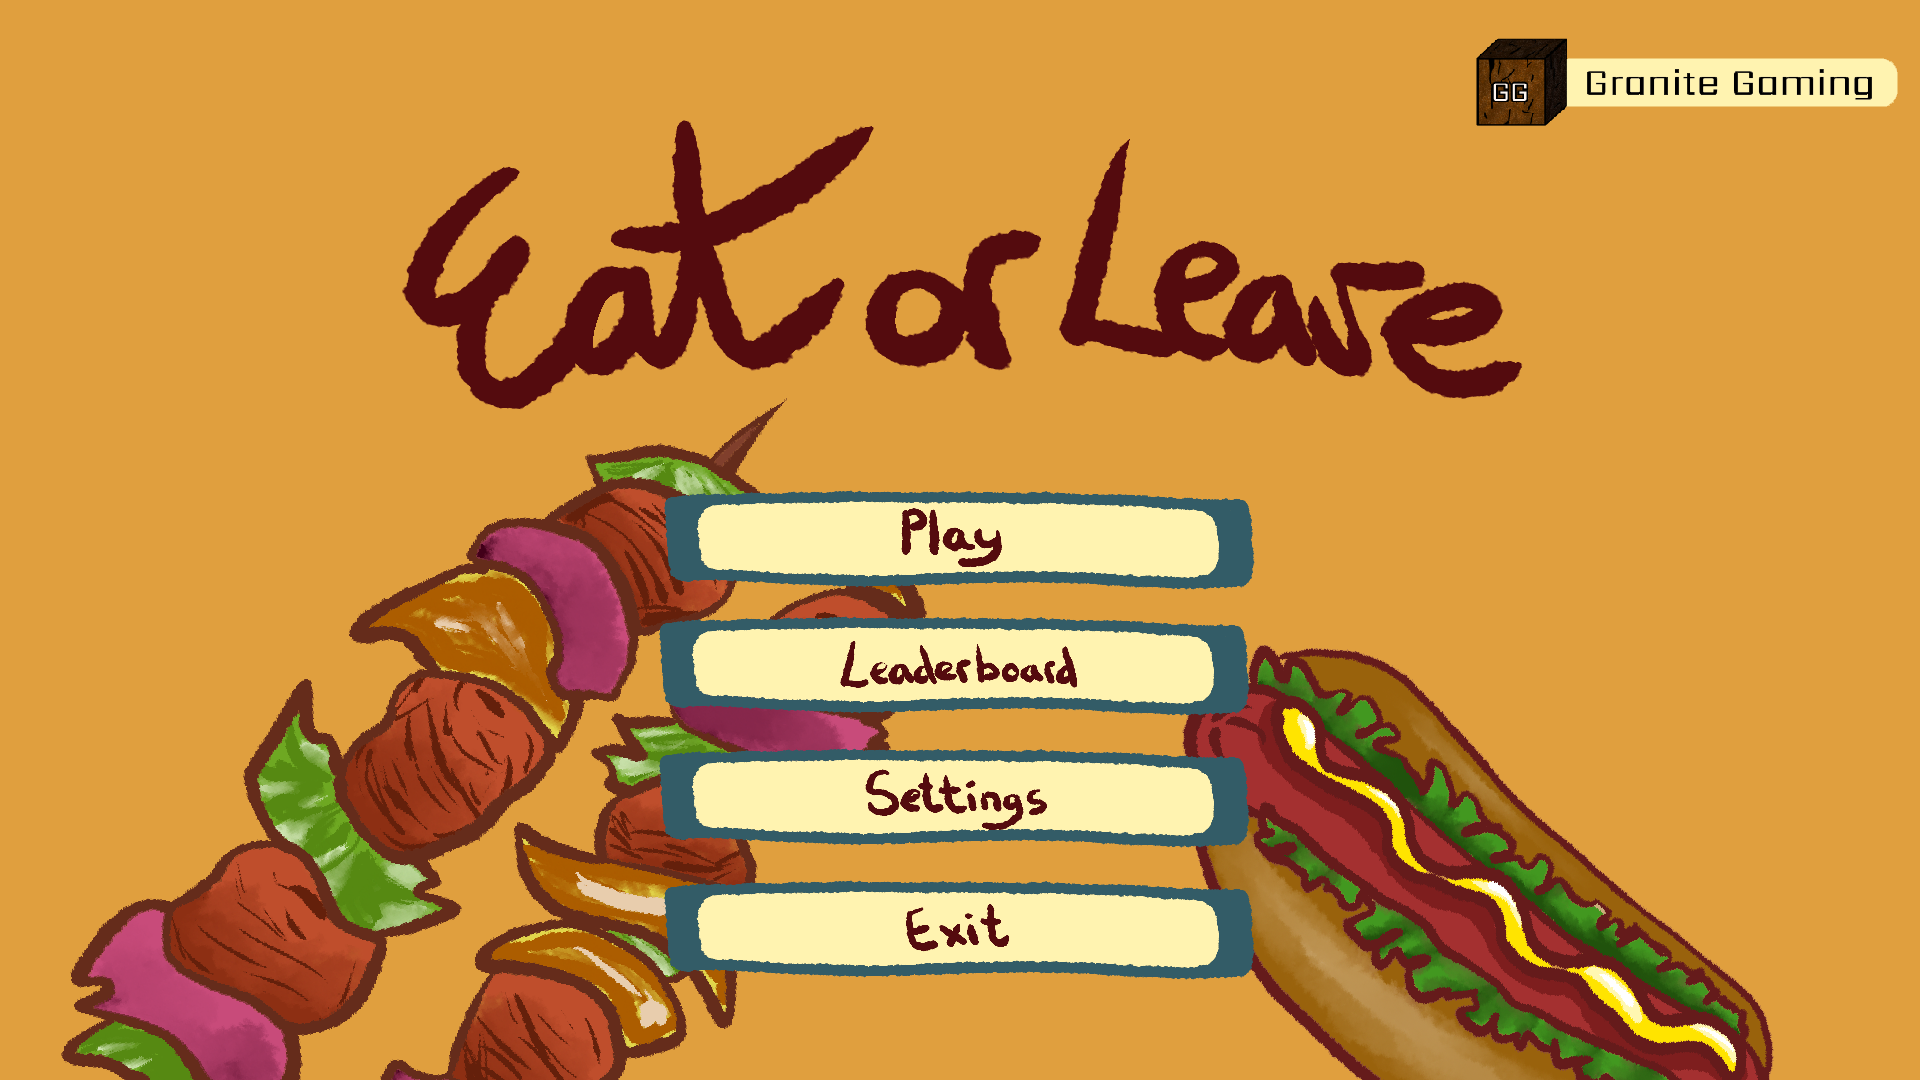 GG
Granite Gaming
Eat or Leave
Play
Leaderboard
Settings
Exit